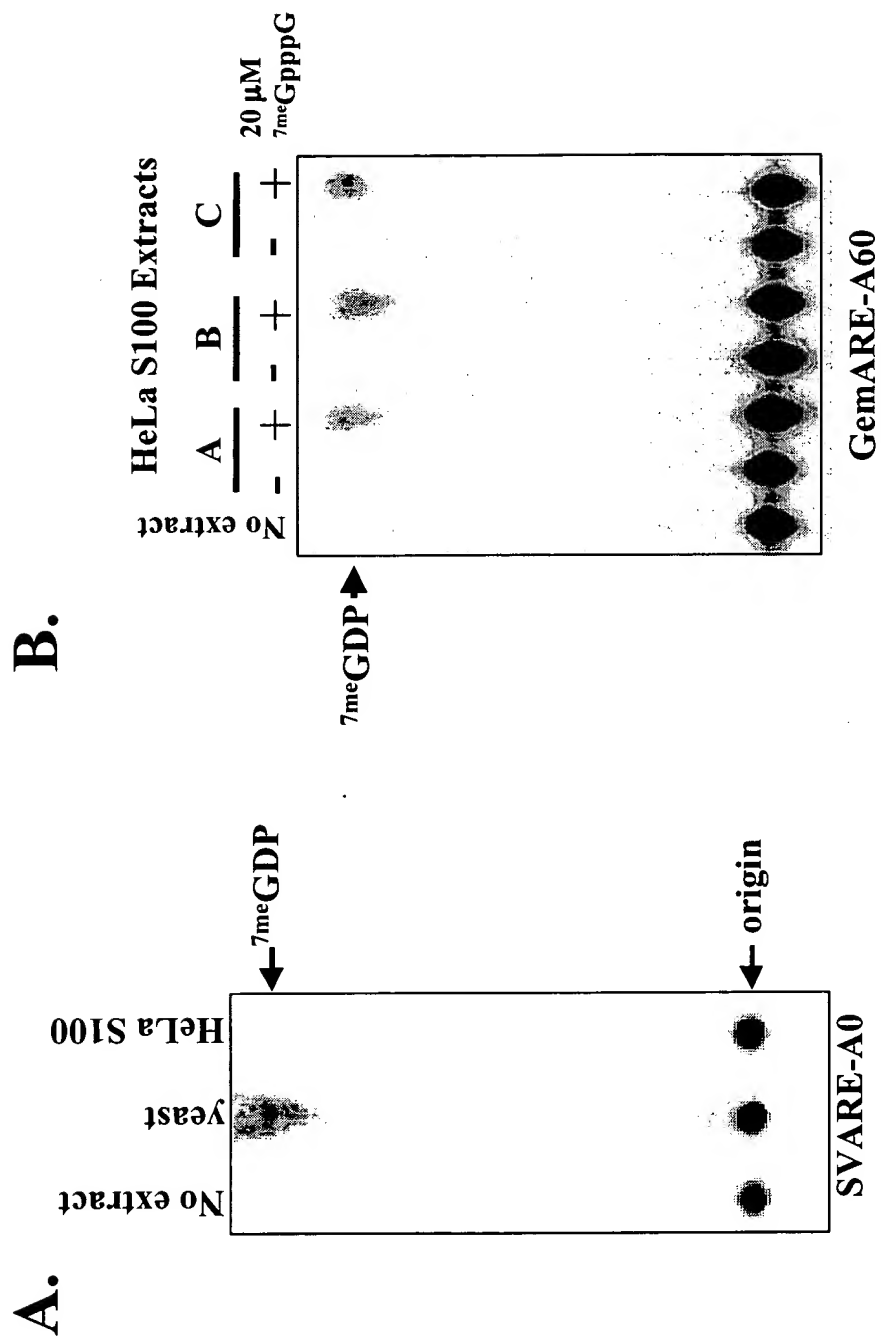 A.
No extract
yeast
HeLa S100
7meGDP
origin
SVARE-A0
B.
HeLa S100 Extracts
A B C
No extract - + - + - + 20 µM
7meGpppG
7meGDP
GemARE-A60